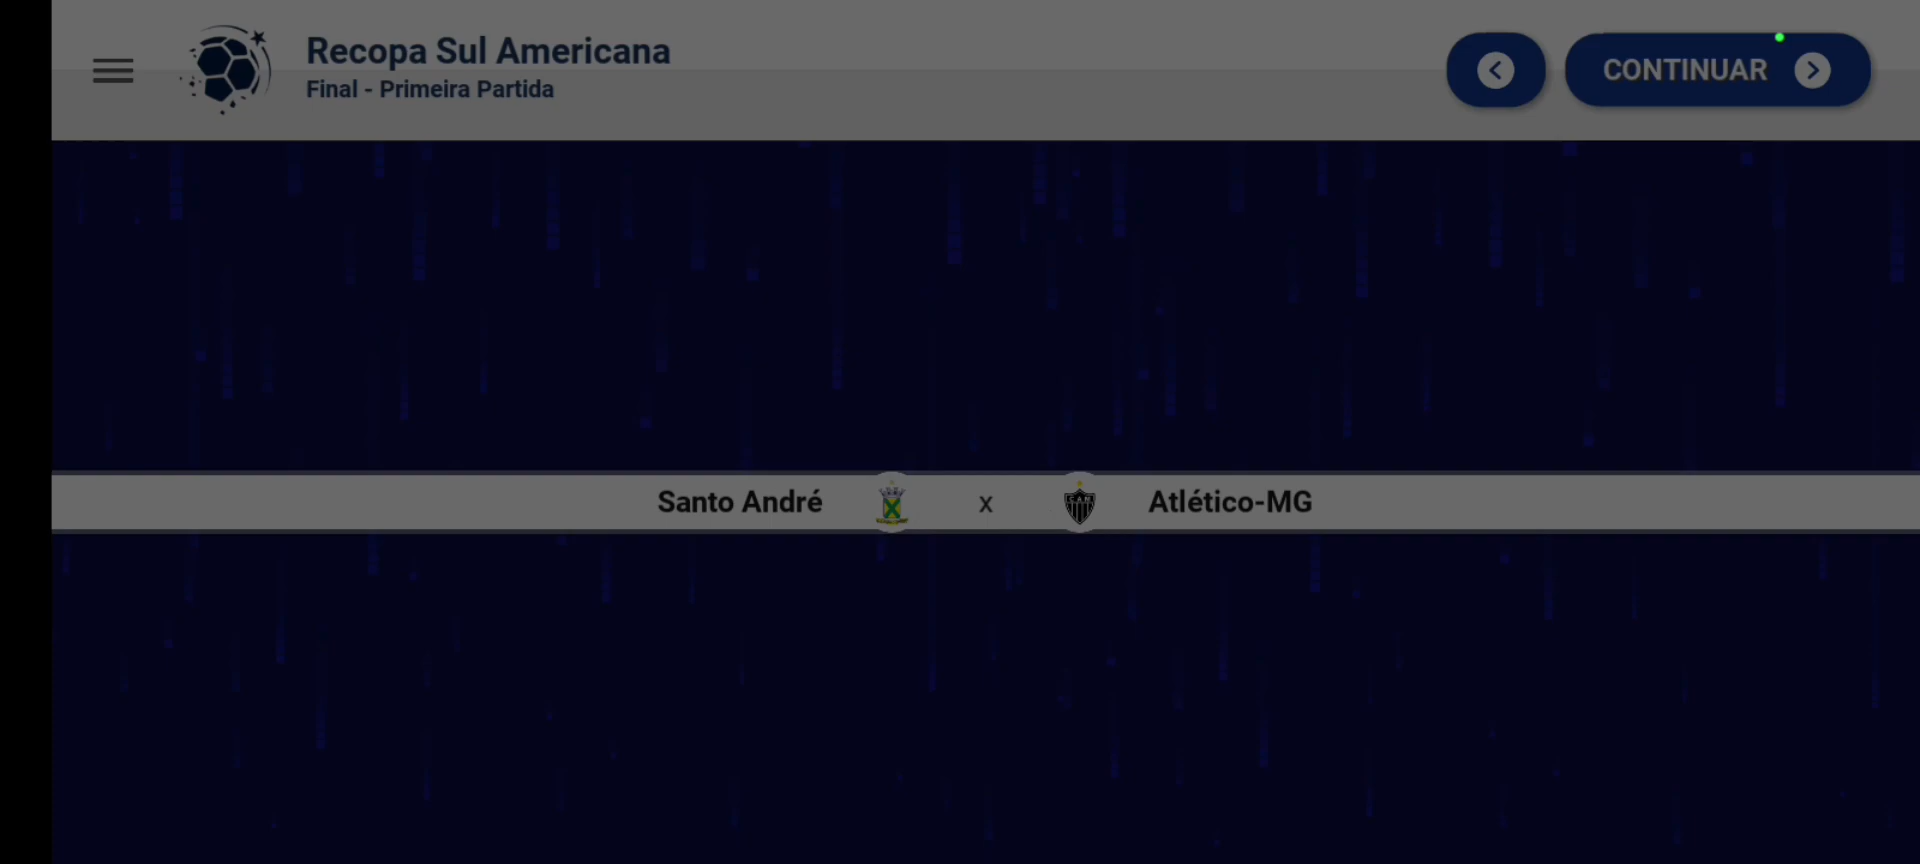 Recopa Sul Americana
Final - Primeira Partida
CONTINUAR
Santo André x Atlético-MG